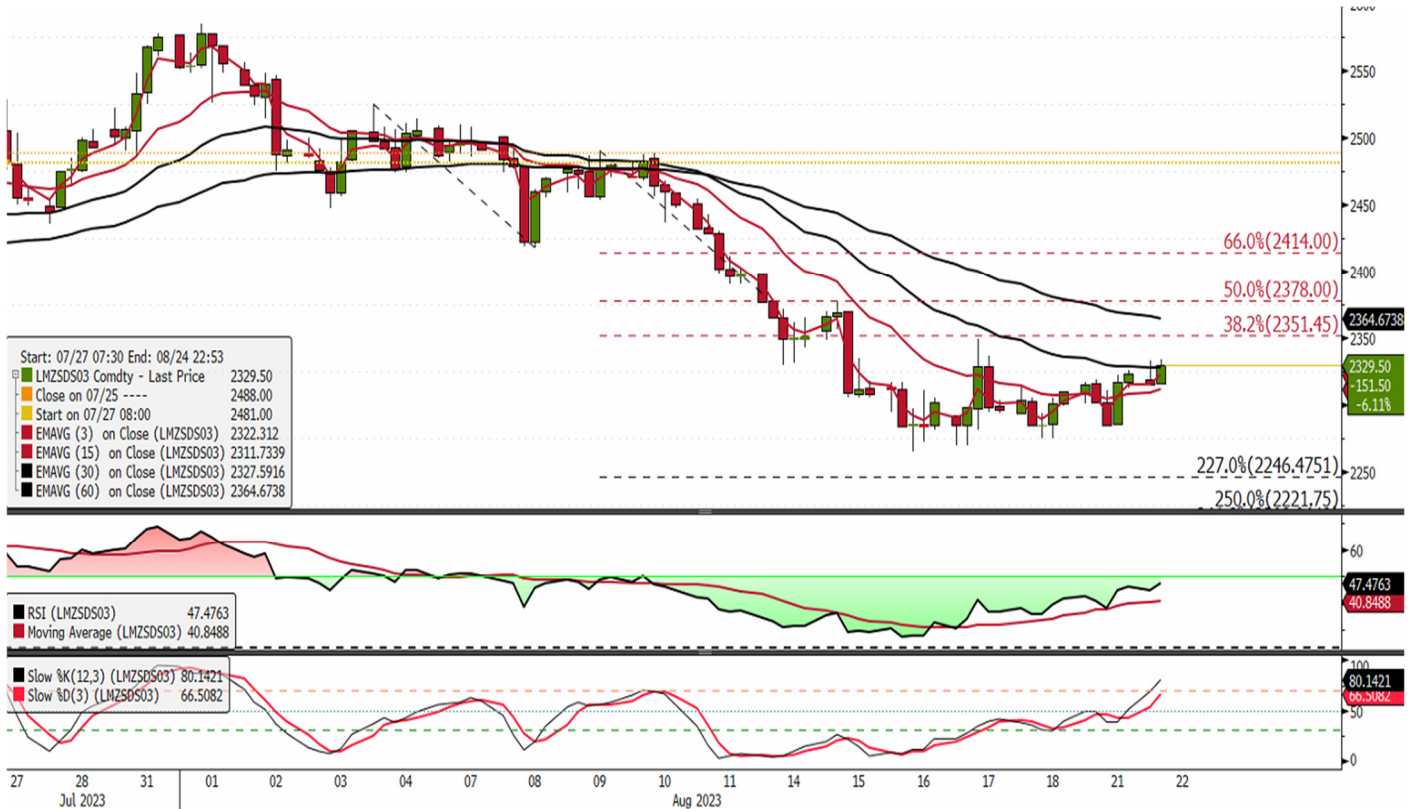 2600
2550
2500
2450
66.0%(2414.00)
2400
50.0%(2378.00)
38.2%(2351.45)
2350
2364.6738
2329.50
-151.50
-6.11%
227.0%(2246.4751)
2250
250.0%(2221.75)
Start: 07/27 07:30 End: 08/24 22:53
LMZSDS03 Comdty - Last Price 2329.50
Close on 07/25 ---- 2488.00
Start on 07/27 08:00 2481.00
EMAVG (3) on Close (LMZSDS03) 2322.312
EMAVG (15) on Close (LMZSDS03) 2311.7339
EMAVG (30) on Close (LMZSDS03) 2327.5916
EMAVG (60) on Close (LMZSDS03) 2364.6738
60
47.4763
40.8488
RSI (LMZSDS03) 47.4763
Moving Average (LMZSDS03) 40.8488
Slow %K(12,3) (LMZSDS03) 80.1421
Slow %D(3) (LMZSDS03) 66.5082
100
80.1421
66.5082
50
0
27 28 31 01 02 03 04 07 08 09 10 11 14 15 16 17 18 21 22
Jul 2023 Aug 2023